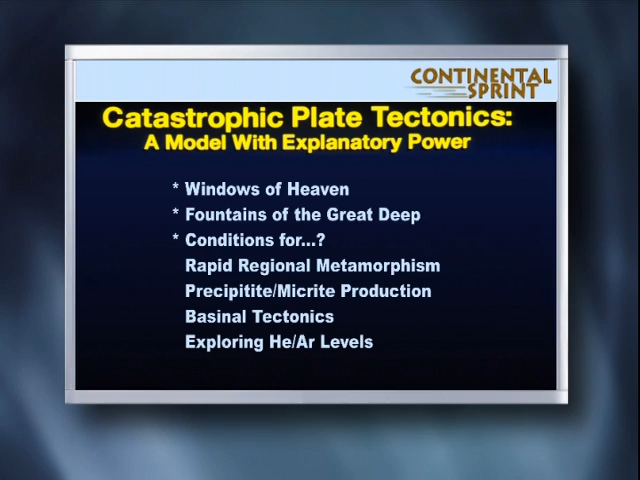 CONTINENTAL
SPRINT
Catastrophic Plate Tectonics:
A Model With Explanatory Power
* Windows of Heaven
* Fountains of the Great Deep
* Conditions for...?
Rapid Regional Metamorphism
Precipitite/Micrite Production
Basinal Tectonics
Exploring He/Ar Levels